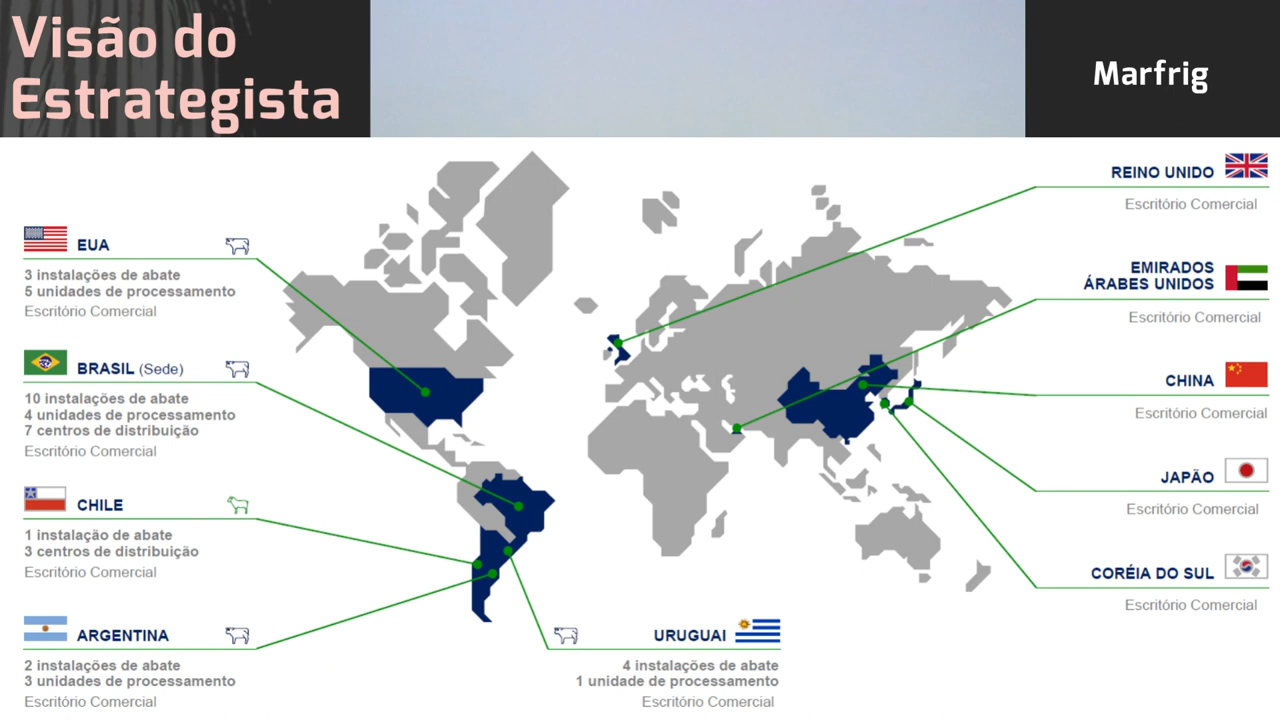 Visão do
Estrategista
Marfrig
EUA
3 instalações de abate
5 unidades de processamento
Escritório Comercial
BRASIL (Sede)
10 instalações de abate
4 unidades de processamento
7 centros de distribuição
Escritório Comercial
CHILE
1 instalação de abate
3 centros de distribuição
Escritório Comercial
ARGENTINA
2 instalações de abate
3 unidades de processamento
Escritório Comercial
URUGUAI
4 instalações de abate
1 unidade de processamento
Escritório Comercial
REINO UNIDO
Escritório Comercial
EMIRADOS
ÁRABES UNIDOS
Escritório Comercial
CHINA
Escritório Comercial
JAPÃO
Escritório Comercial
CORÉIA DO SUL
Escritório Comercial